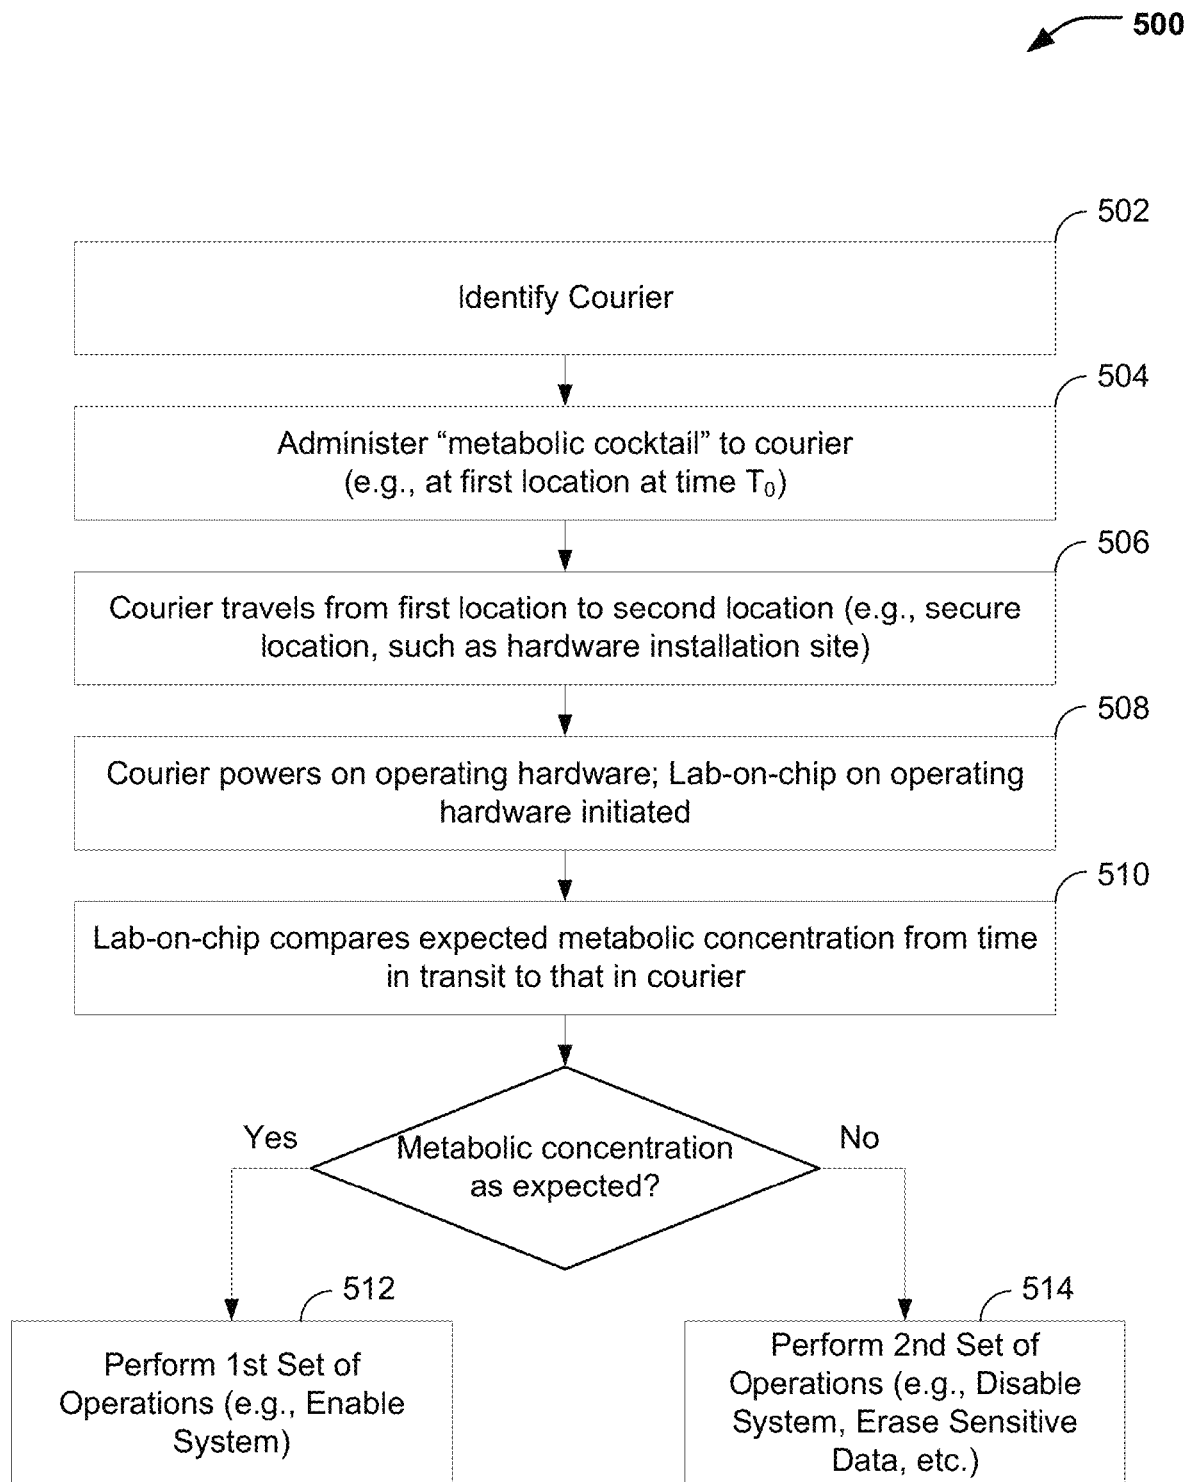 500
502
Identify Courier
504
Administer “metabolic cocktail” to courier
(e.g., at first location at time T₀)
506
Courier travels from first location to second location (e.g., secure
location, such as hardware installation site)
508
Courier powers on operating hardware; Lab-on-chip on operating
hardware initiated
510
Lab-on-chip compares expected metabolic concentration from time
in transit to that in courier
Yes
No
Metabolic concentration
as expected?
512
Perform 1st Set of
Operations (e.g., Enable
System)
514
Perform 2nd Set of
Operations (e.g., Disable
System, Erase Sensitive
Data, etc.)